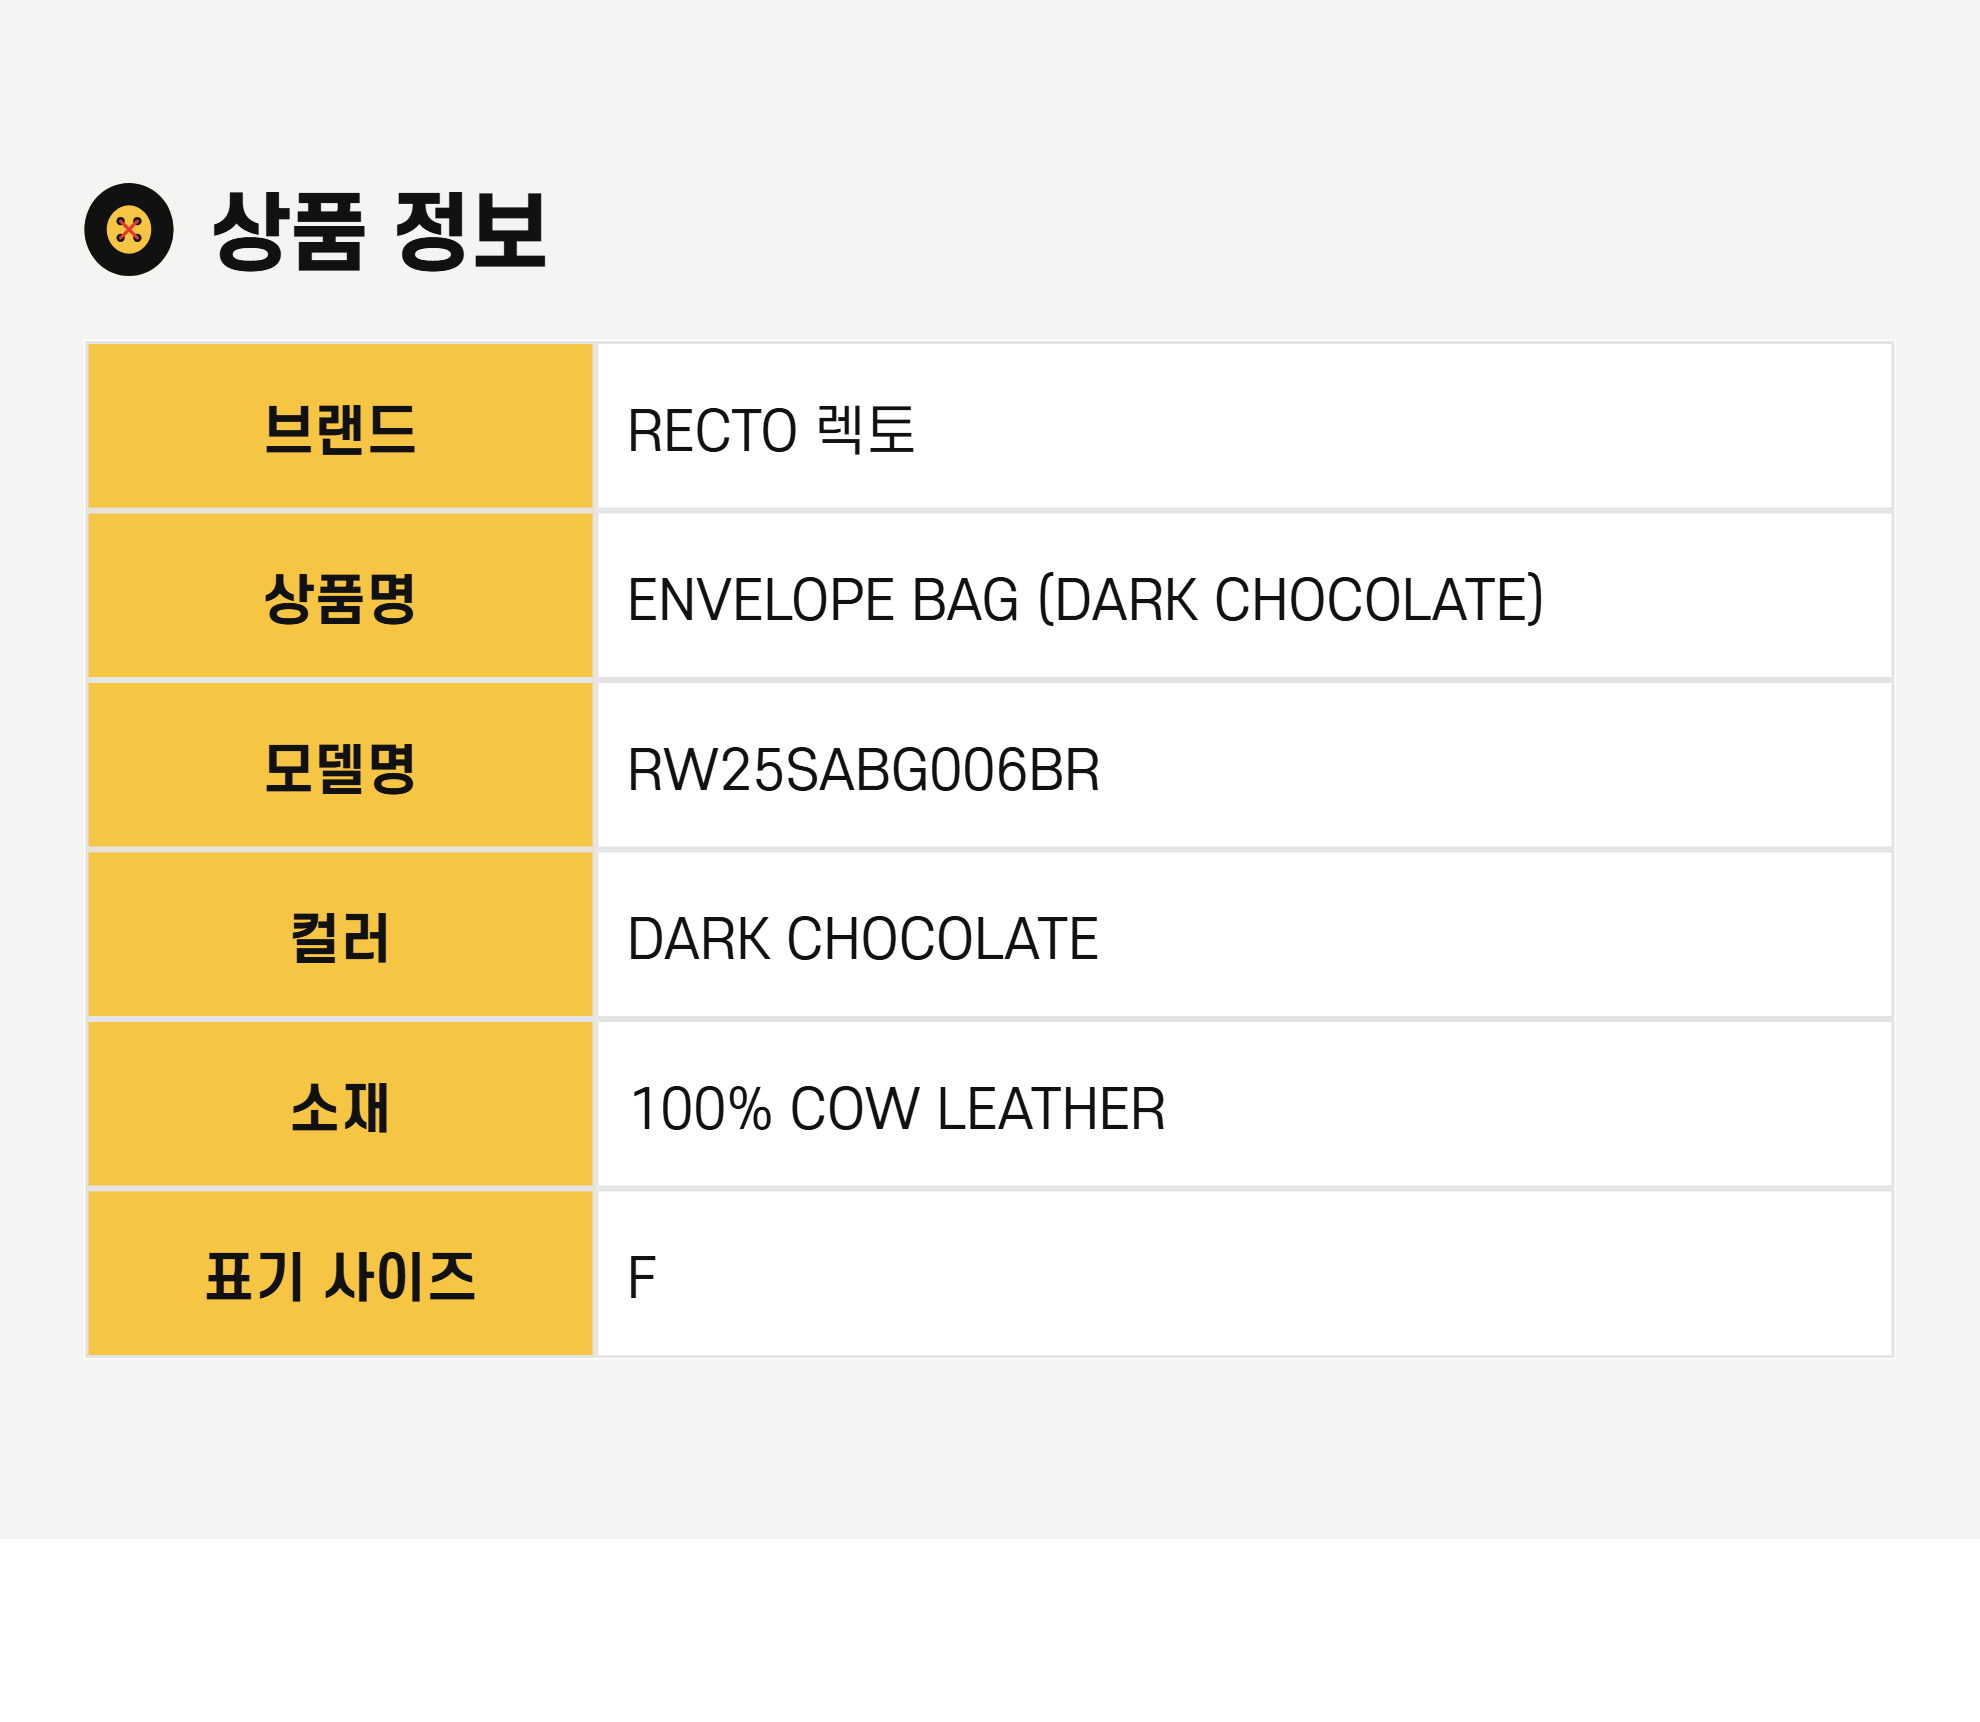 상품 정보
브랜드 RECTO 렉토
상품명 ENVELOPE BAG (DARK CHOCOLATE)
모델명 RW25SABG006BR
컬러 DARK CHOCOLATE
소재 100% COW LEATHER
표기 사이즈 F